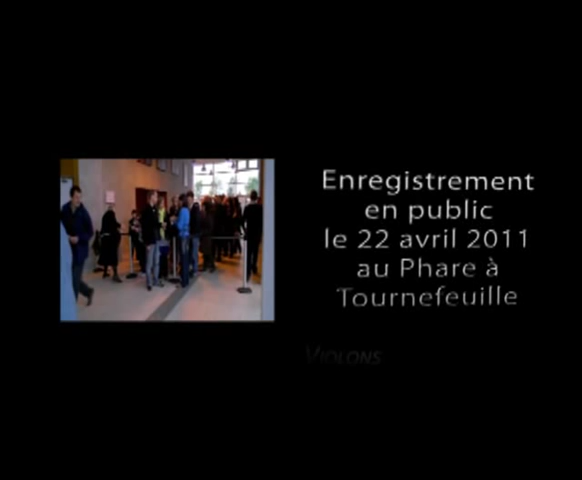 Enregistrement
en public
le 22 avril 2011
au Phare à
Tournefeuille
VIOLONS